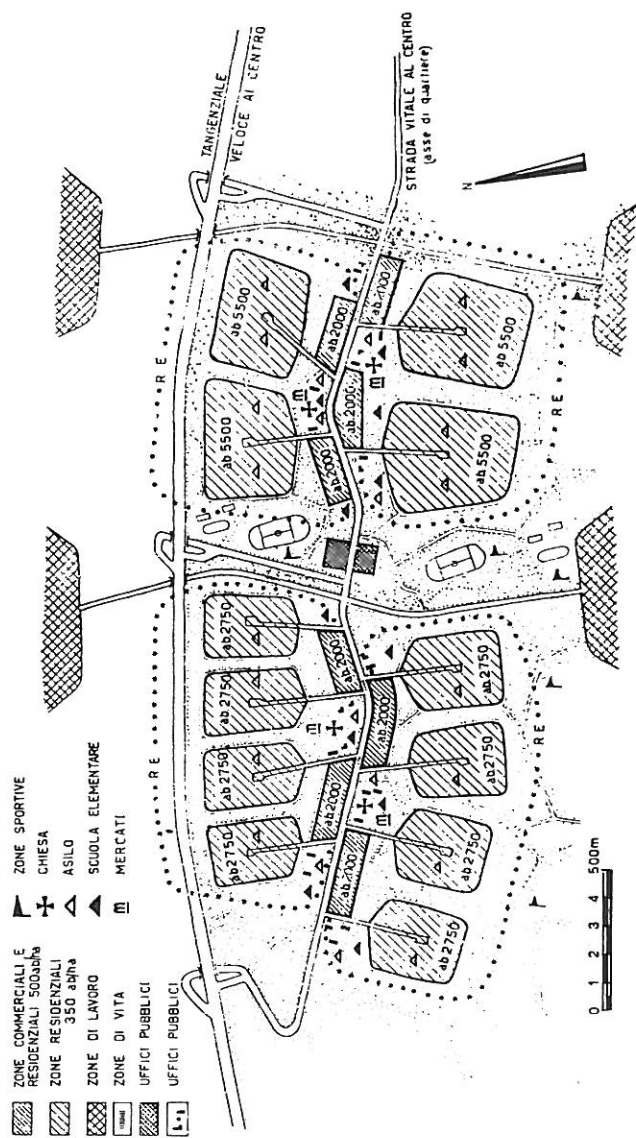 ZONE COMMERCIALI E
RESIDENZIALI 500ab/ha
ZONE RESIDENZIALI
350 ab/ha
ZONE DI LAVORO
ZONE DI VITA
UFFICI PUBBLICI
UFFICI PUBBLICI
ZONE SPORTIVE
CHIESA
ASILO
SCUOLA ELEMENTARE
MERCATI
m
TANGENZIALE
VELOCE AL CENTRO
STRADA VITALE AL CENTRO
(asse di quartiere)
N
RE
RE
ab 2750
ab 2750
ab 2750
ab 2750
ab 5500
ab 5500
ab 2000
ab 2000
ab 2000
ab 2000
m
m
ab 2000
ab 2000
ab 2000
ab 2000
m
m
ab 2750
ab 2750
ab 2750
ab 2750
ab 5500
ab 5500
RE
RE
0 1 2 3 4 500m